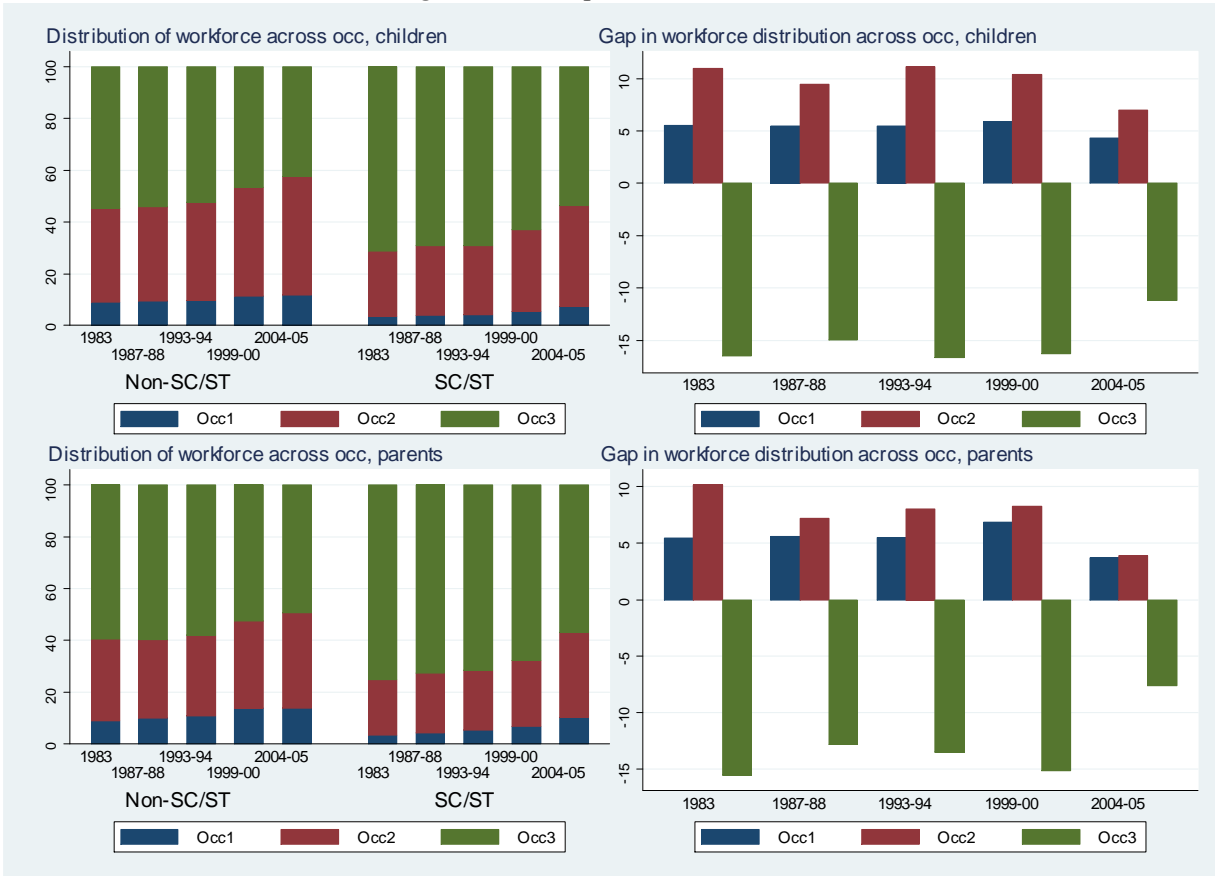 Distribution of workforce across occ, children
100
80
60
40
20
0
1983 1993-94 2004-05 1987-88 1999-00
1987-88 1999-00 1983 1993-94 2004-05
Non-SC/ST SC/ST
Occ1 Occ2 Occ3
Gap in workforce distribution across occ, children
10
5
0
-5
-10
-15
1983 1987-88 1993-94 1999-00 2004-05
Occ1 Occ2 Occ3
Distribution of workforce across occ, parents
100
80
60
40
20
0
1983 1993-94 2004-05 1987-88 1999-00
1987-88 1999-00 1983 1993-94 2004-05
Non-SC/ST SC/ST
Occ1 Occ2 Occ3
Gap in workforce distribution across occ, parents
10
5
0
-5
-10
-15
1983 1987-88 1993-94 1999-00 2004-05
Occ1 Occ2 Occ3